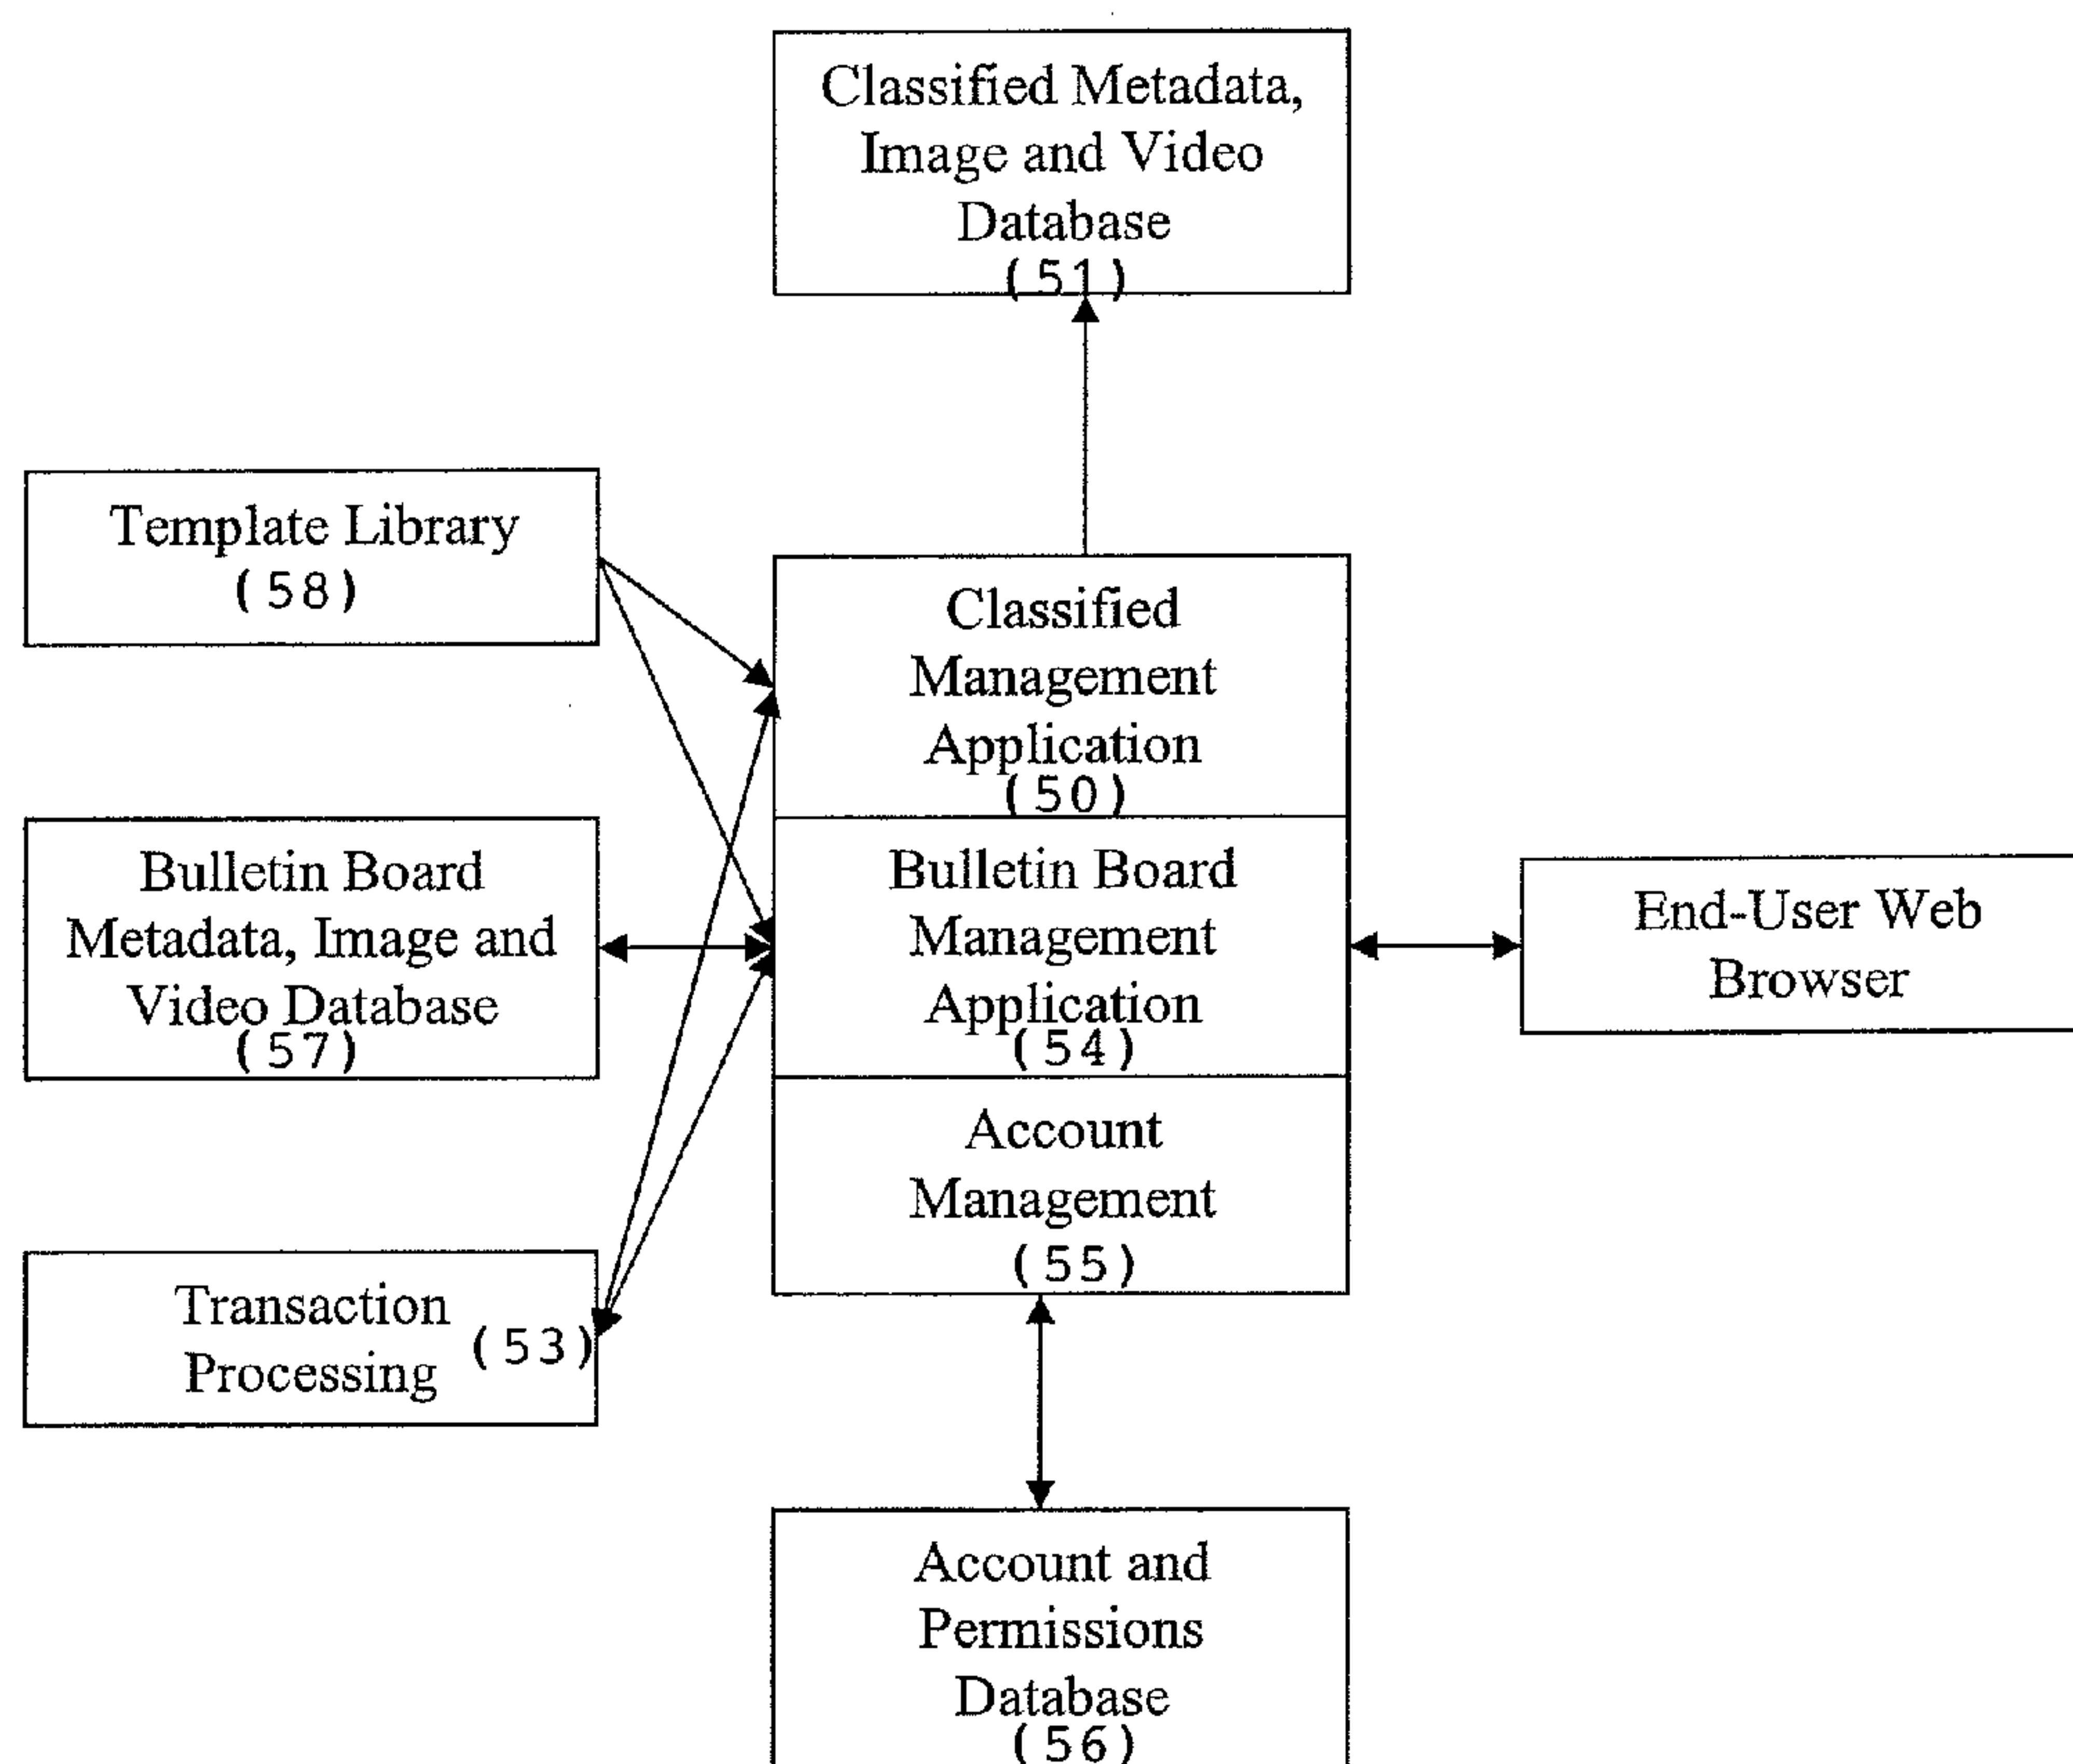 Classified Metadata,
Image and Video
Database
(51)
Template Library
(58)
Classified
Management
Application
(50)
Bulletin Board
Metadata, Image and
Video Database
(57)
Bulletin Board
Management
Application
(54)
End-User Web
Browser
Account
Management
(55)
Transaction
Processing (53)
Account and
Permissions
Database
(56)